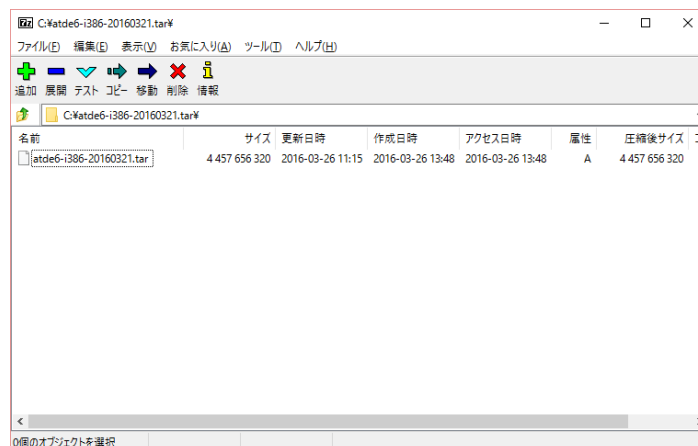 7z C:¥atde6-i386-20160321.tar¥
ファイル(F) 編集(E) 表示(V) お気に入り(A) ツール(T) ヘルプ(H)
追加 展開 テスト コピー 移動 削除 情報
C:¥atde6-i386-20160321.tar¥
名前 サイズ 更新日時 作成日時 アクセス日時 属性 圧縮後サイズ
atde6-i386-20160321.tar 4 457 656 320 2016-03-26 11:15 2016-03-26 13:48 2016-03-26 13:48 A 4 457 656 320
0個のオブジェクトを選択